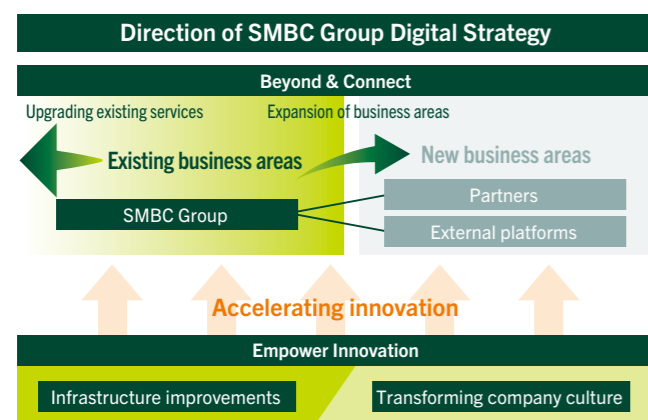 Direction of SMBC Group Digital Strategy
Beyond & Connect
Upgrading existing services
Expansion of business areas
Existing business areas
New business areas
SMBC Group
Partners
External platforms
Accelerating innovation
Empower Innovation
Infrastructure improvements
Transforming company culture